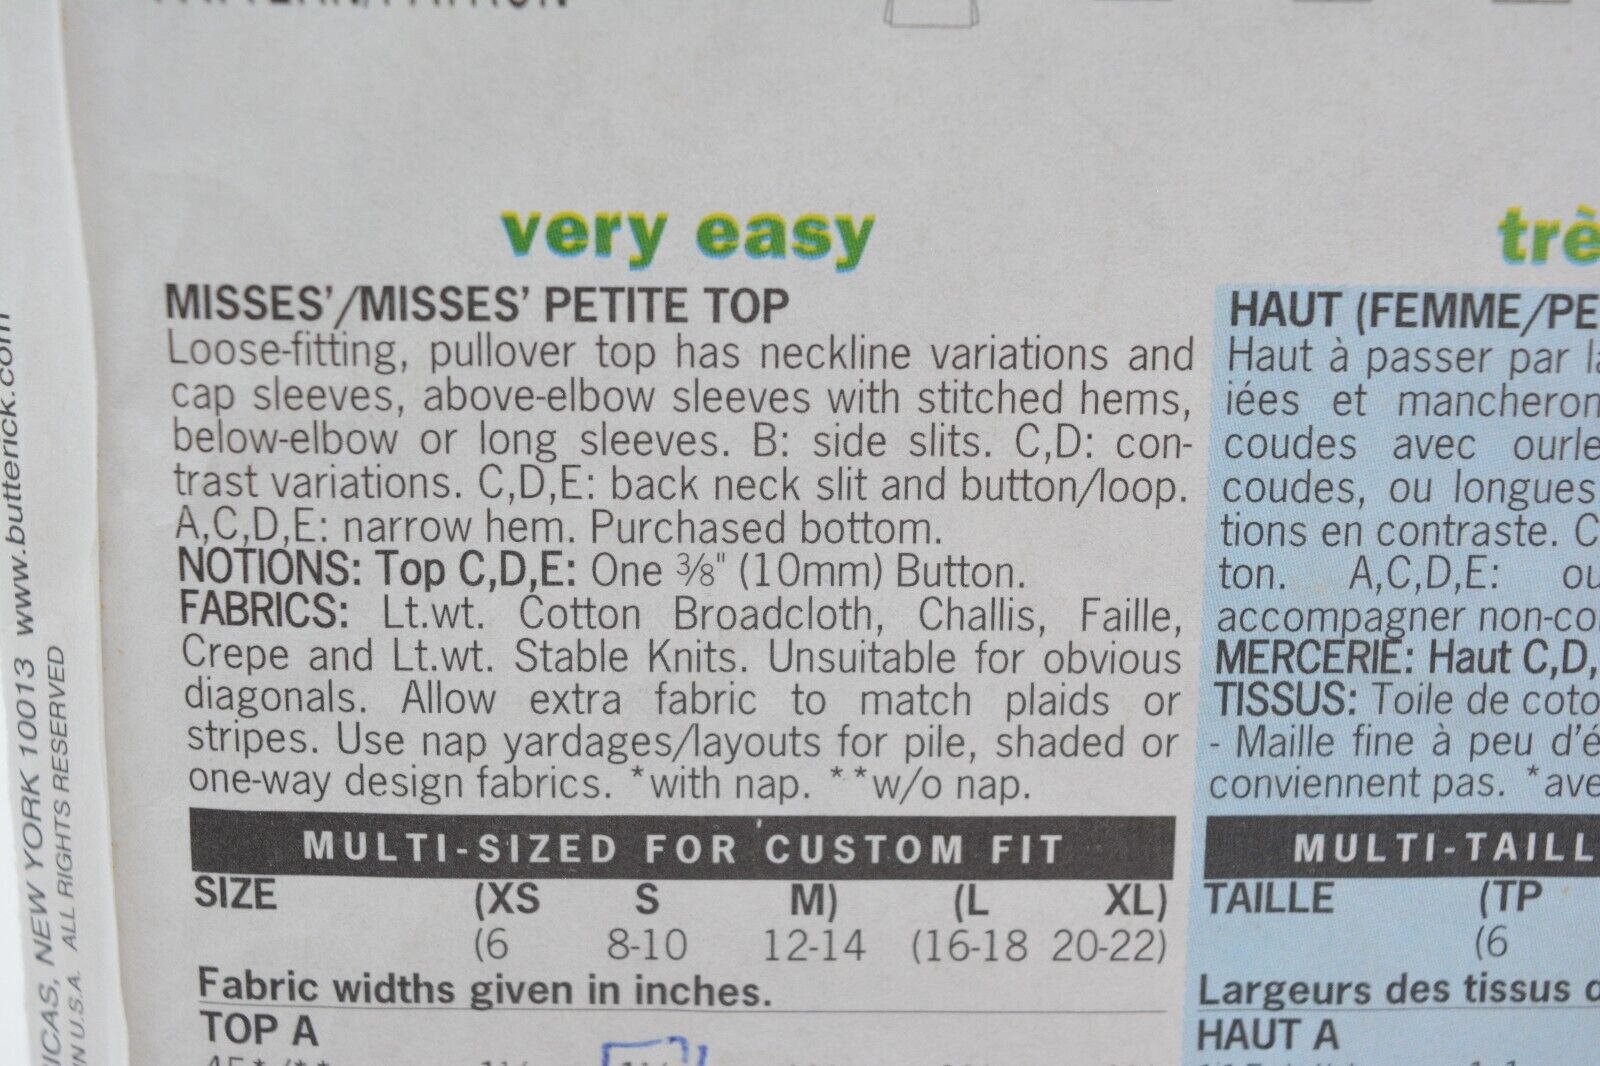 very easy
MISSES'/MISSES' PETITE TOP
Loose-fitting, pullover top has neckline variations and
cap sleeves, above-elbow sleeves with stitched hems,
below-elbow or long sleeves. B: side slits. C,D: con-
trast variations. C,D,E: back neck slit and button/loop.
A,C,D,E: narrow hem. Purchased bottom.
NOTIONS: Top C,D,E: One 3/8" (10mm) Button.
FABRICS: Lt.wt. Cotton Broadcloth, Challis, Faille,
Crepe and Lt.wt. Stable Knits. Unsuitable for obvious
diagonals. Allow extra fabric to match plaids or
stripes. Use nap yardages/layouts for pile, shaded or
one-way design fabrics. *with nap. **w/o nap.
MULTI-SIZED FOR CUSTOM FIT
SIZE (XS S M) (L XL)
(6 8-10 12-14 (16-18 20-22)
Fabric widths given in inches.
TOP A
trè
HAUT (FEMME/PE
Haut à passer par la
iées et mancheron
coudes avec ourle
coudes, ou longues
tions en contraste. C
ton. A,C,D,E: ou
accompagner non-co
MERCERIE: Haut C,D,
TISSUS: Toile de coto
- Maille fine à peu d'é
conviennent pas. *ave
MULTI-TAILL
TAILLE (TP
(6
Largeurs des tissus
HAUT A
ICAS, NEW YORK 10013 www.butterick.com
IN U.S.A. ALL RIGHTS RESERVED